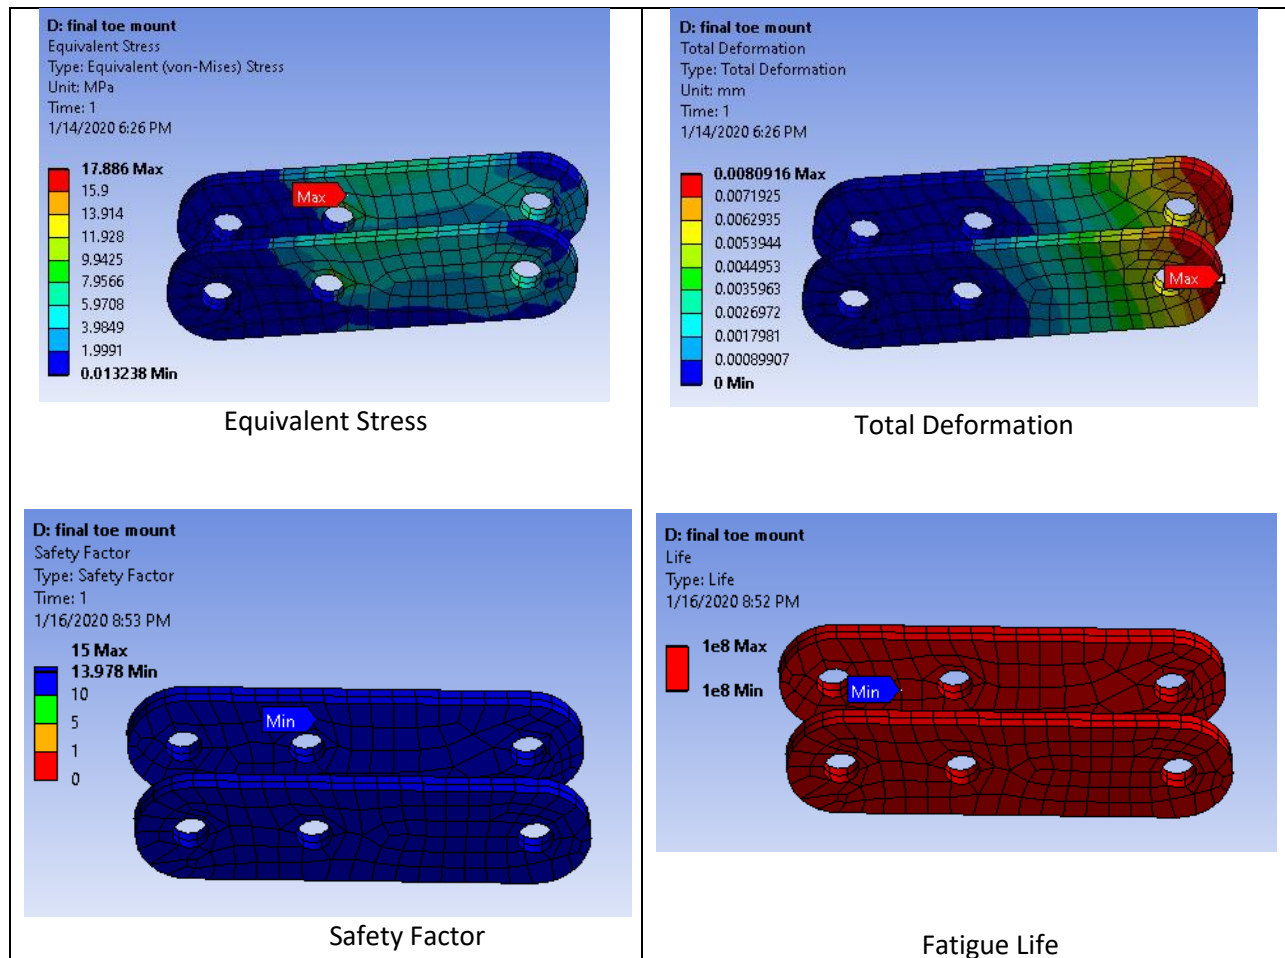 D: final toe mount
Equivalent Stress
Type: Equivalent (von-Mises) Stress
Unit: MPa
Time: 1
1/14/2020 6:26 PM
17.886 Max
15.9
13.914
11.928
9.9425
7.9566
5.9708
3.9849
1.9991
0.013238 Min
Max
Equivalent Stress
D: final toe mount
Total Deformation
Type: Total Deformation
Unit: mm
Time: 1
1/14/2020 6:26 PM
0.0080916 Max
0.0071925
0.0062935
0.0053944
0.0044953
0.0035963
0.0026972
0.0017981
0.00089907
0 Min
Max
Total Deformation
D: final toe mount
Safety Factor
Type: Safety Factor
Time: 1
1/16/2020 8:53 PM
15 Max
13.978 Min
10
5
1
0
Min
Safety Factor
D: final toe mount
Life
Type: Life
1/16/2020 8:52 PM
1e8 Max
1e8 Min
Min
Fatigue Life